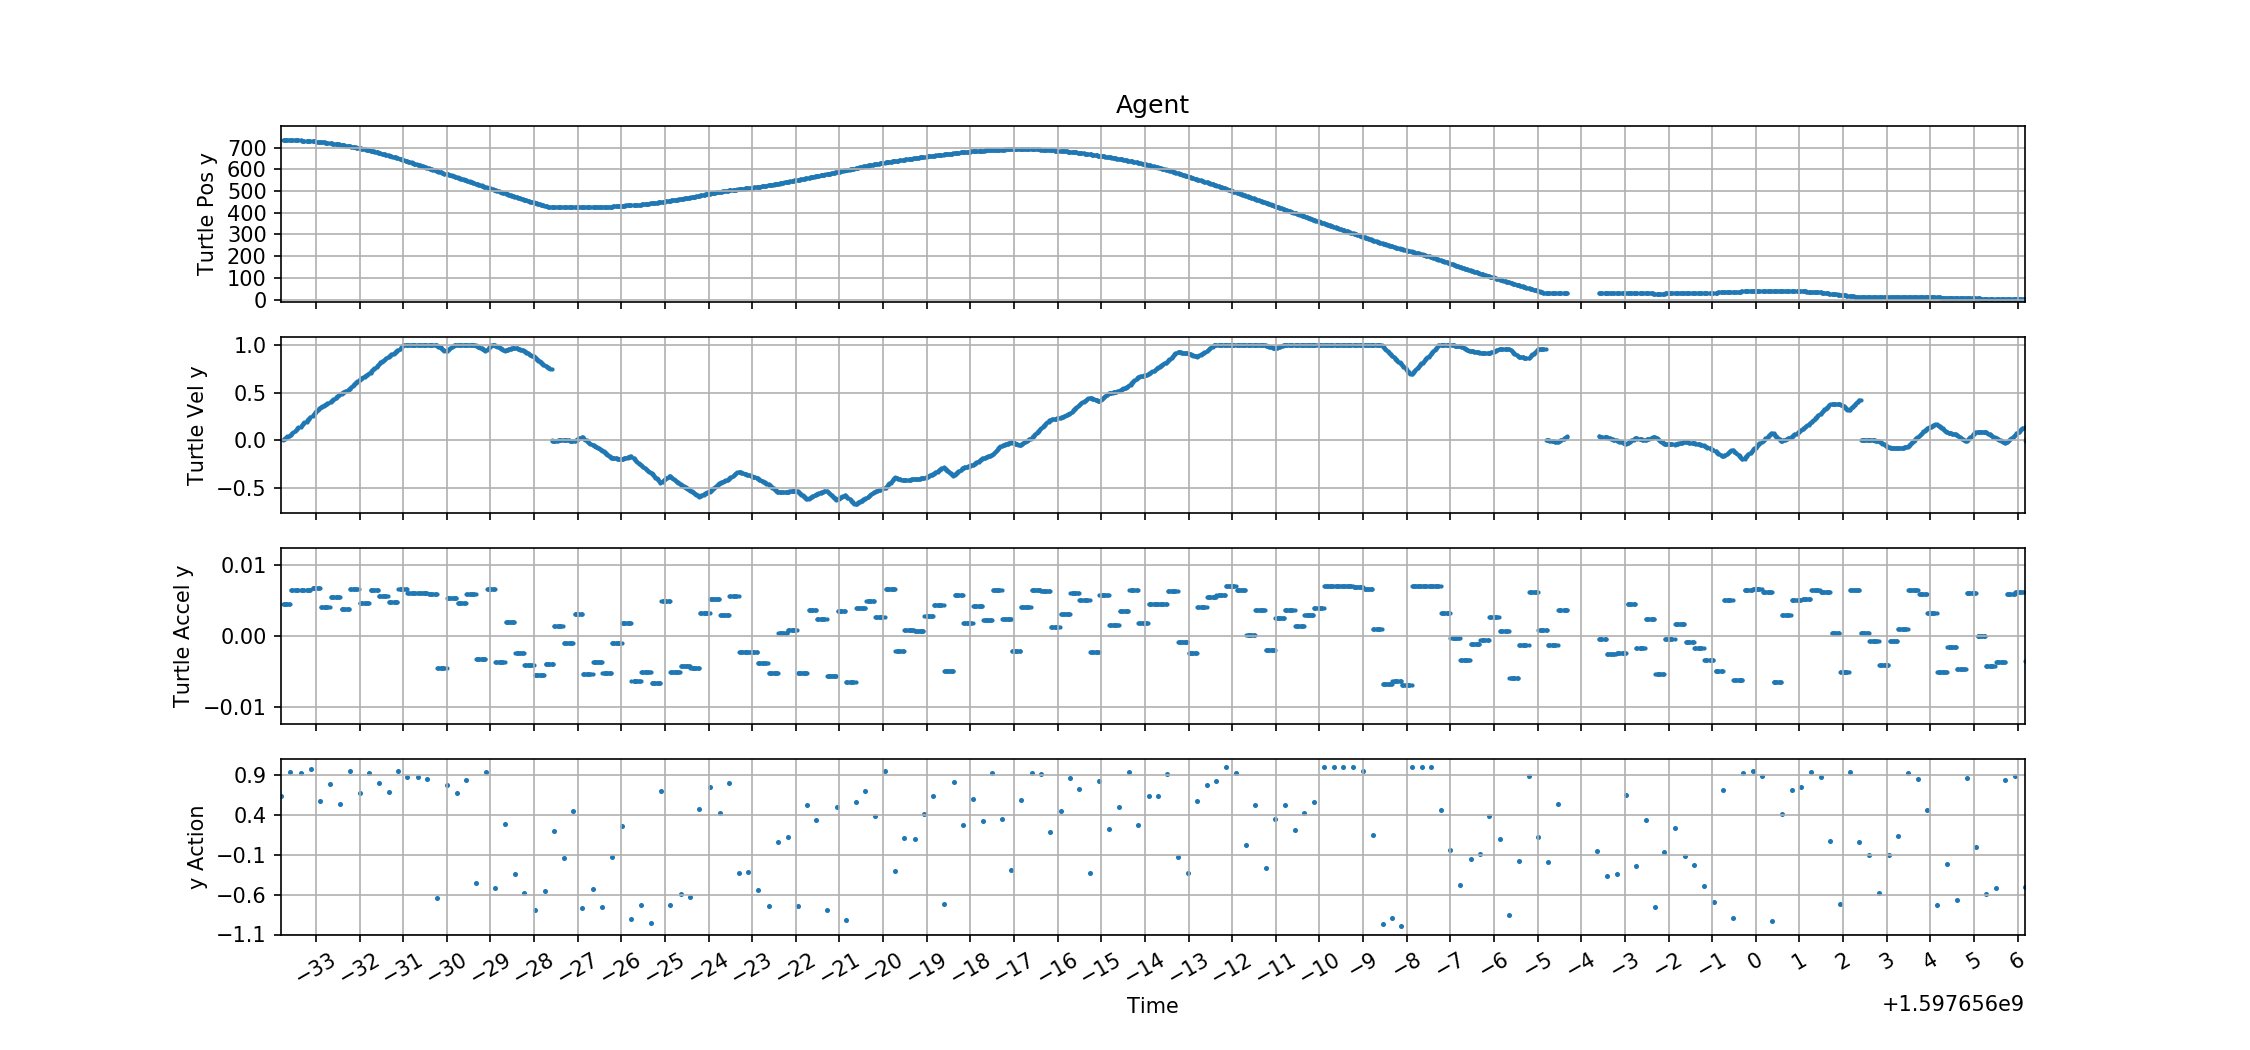 Agent
700
600
500
400
300
200
100
0
Turtle Pos y
1.0
0.5
0.0
−0.5
Turtle Vel y
0.01
0.00
−0.01
Turtle Accel y
0.9
0.4
−0.1
−0.6
−1.1
y Action
−33 −32 −31 −30 −29 −28 −27 −26 −25 −24 −23 −22 −21 −20 −19 −18 −17 −16 −15 −14 −13 −12 −11 −10 −9 −8 −7 −6 −5 −4 −3 −2 −1 0 1 2 3 4 5 6
Time
+1.597656e9